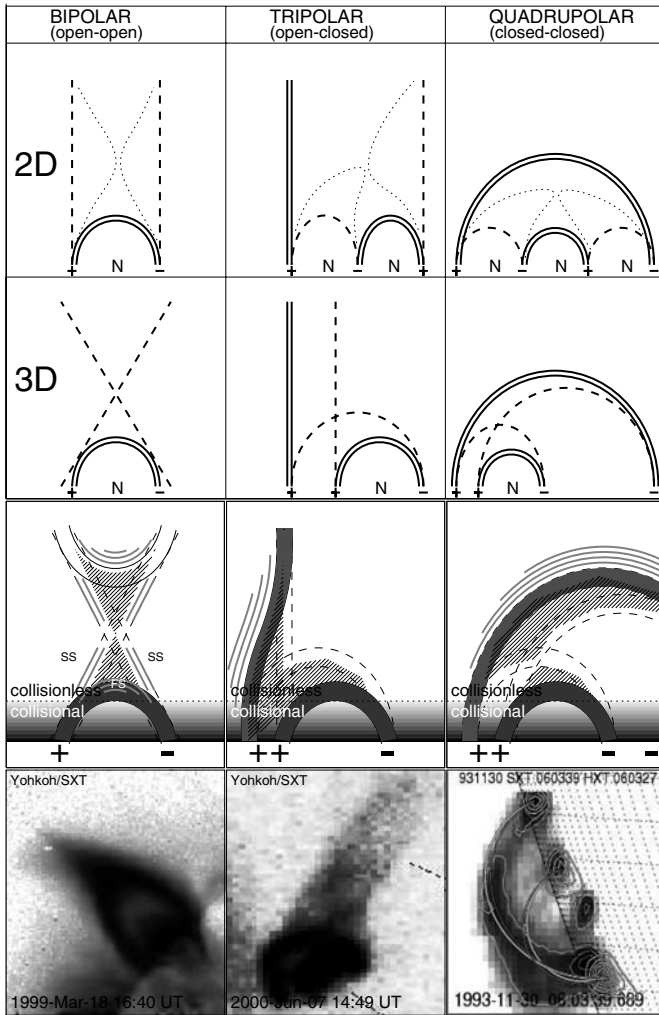 BIPOLAR TRIPOLAR QUADRUPOLAR
(open-open) (open-closed) (closed-closed)
2D
N N N N N N
+ - + - + + - + -
3D
N N N
+ - + + - + + - -
SS SS
FS
collisionless collisionless collisionless
collisional collisional collisional
+ - + + - + + - -
Yohkoh/SXT Yohkoh/SXT 931130 SXT:060339 HXT:060327
1999-Mar-18 16:40 UT 2000-Jun-07 14:49 UT 1993-11-30 06:03:39.689